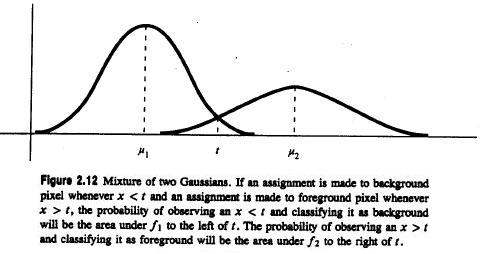 μ1 t μ2
Figure 2.12 Mixture of two Gaussians. If an assignment is made to background
pixel whenever x < t and an assignment is made to foreground pixel whenever
x > t, the probability of observing an x < t and classifying it as background
will be the area under f1 to the left of t. The probability of observing an x > t
and classifying it as foreground will be the area under f2 to the right of t.